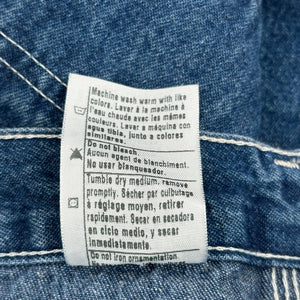 Machine wash warm with like
colors. Laver à la machine à
l'eau chaude avec les mêmes
couleurs. Lavar a máquina con
agua tibia, junto a colores
similares.
Do not bleach.
Aucun agent de blanchiment.
No usar blanqueador.
Tumble dry medium, remove
promptly. Sécher par culbutage
à réglage moyen, retirer
rapidement. Secar en secadora
en ciclo medio, y sacar
inmediatamente.
Do not iron ornamentation